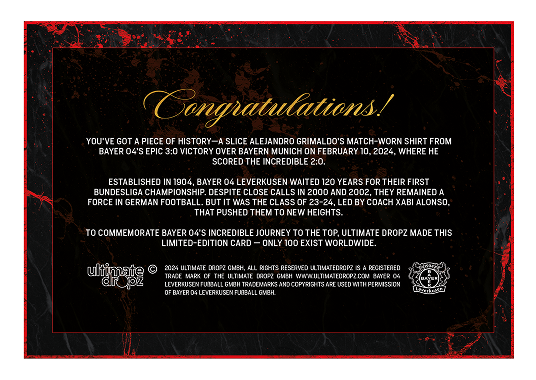 Congratulations!
YOU'VE GOT A PIECE OF HISTORY—A SLICE ALEJANDRO GRIMALDO'S MATCH-WORN SHIRT FROM
BAYER 04'S EPIC 3:0 VICTORY OVER BAYERN MUNICH ON FEBRUARY 10, 2024, WHERE HE
SCORED THE INCREDIBLE 2:0.
ESTABLISHED IN 1904, BAYER 04 LEVERKUSEN WAITED 120 YEARS FOR THEIR FIRST
BUNDESLIGA CHAMPIONSHIP. DESPITE CLOSE CALLS IN 2000 AND 2002, THEY REMAINED A
FORCE IN GERMAN FOOTBALL. BUT IT WAS THE CLASS OF 23-24, LED BY COACH XABI ALONSO,
THAT PUSHED THEM TO NEW HEIGHTS.
TO COMMEMORATE BAYER 04'S INCREDIBLE JOURNEY TO THE TOP, ULTIMATE DROPZ MADE THIS
LIMITED-EDITION CARD — ONLY 100 EXIST WORLDWIDE.
ultimate
dropz
©
2024 ULTIMATE DROPZ GMBH, ALL RIGHTS RESERVED ULTIMATEDROPZ IS A REGISTERED
TRADE MARK OF THE ULTIMATE DROPZ GMBH WWW.ULTIMATEDROPZ.COM BAYER 04
LEVERKUSEN FUßBALL GMBH TRADEMARKS AND COPYRIGHTS ARE USED WITH PERMISSION
OF BAYER 04 LEVERKUSEN FUßBALL GMBH.
BAYER
Leverkusen